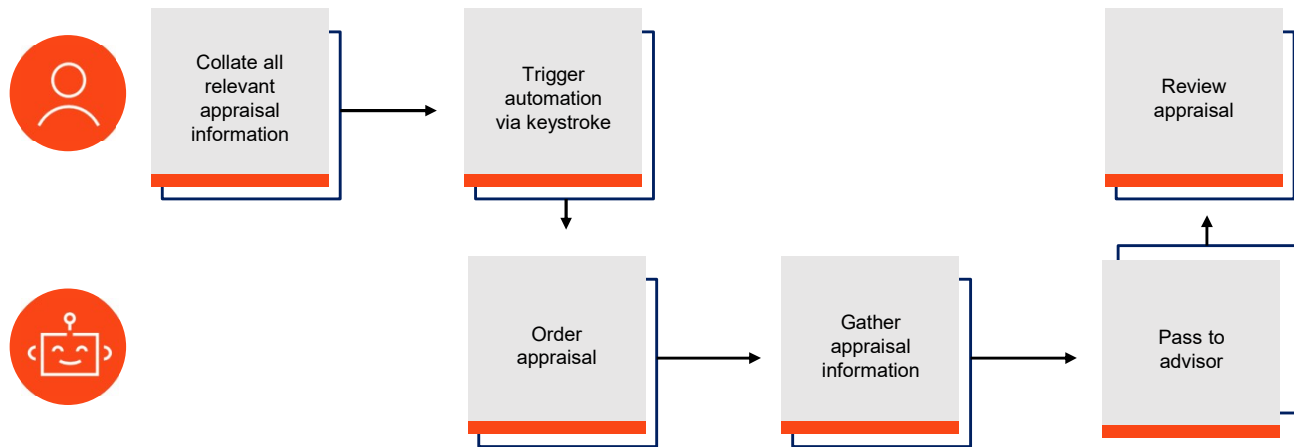 Collate all
relevant
appraisal
information
Trigger
automation
via keystroke
Review
appraisal
Order
appraisal
Gather
appraisal
information
Pass to
advisor